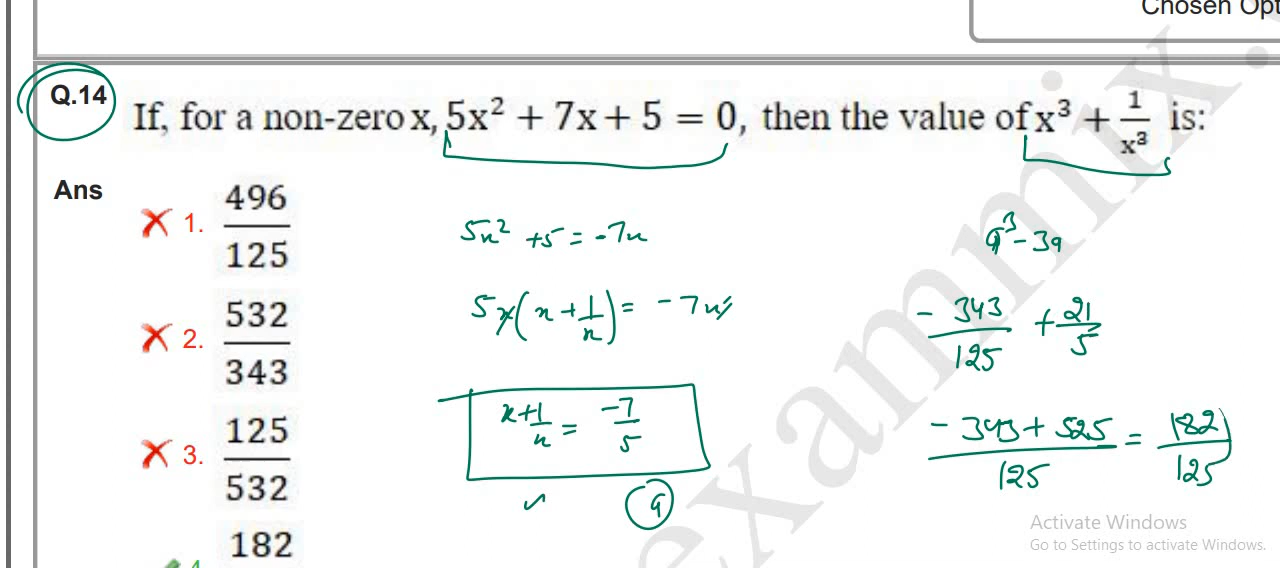 Chosen Opt
Q.14 If, for a non-zero x, 5x² + 7x + 5 = 0, then the value of x³ + 1/x³ is:
Ans
1. 496/125
2. 532/343
3. 125/532
4. 182
5x² + 5 = -7x
5x(x + 1/x) = -7x
x + 1/x = -7/5
a
a³ - 3a
- 343/125 + 21/5
(-343 + 525)/125 = 182/125
exammix.
Activate Windows
Go to Settings to activate Windows.